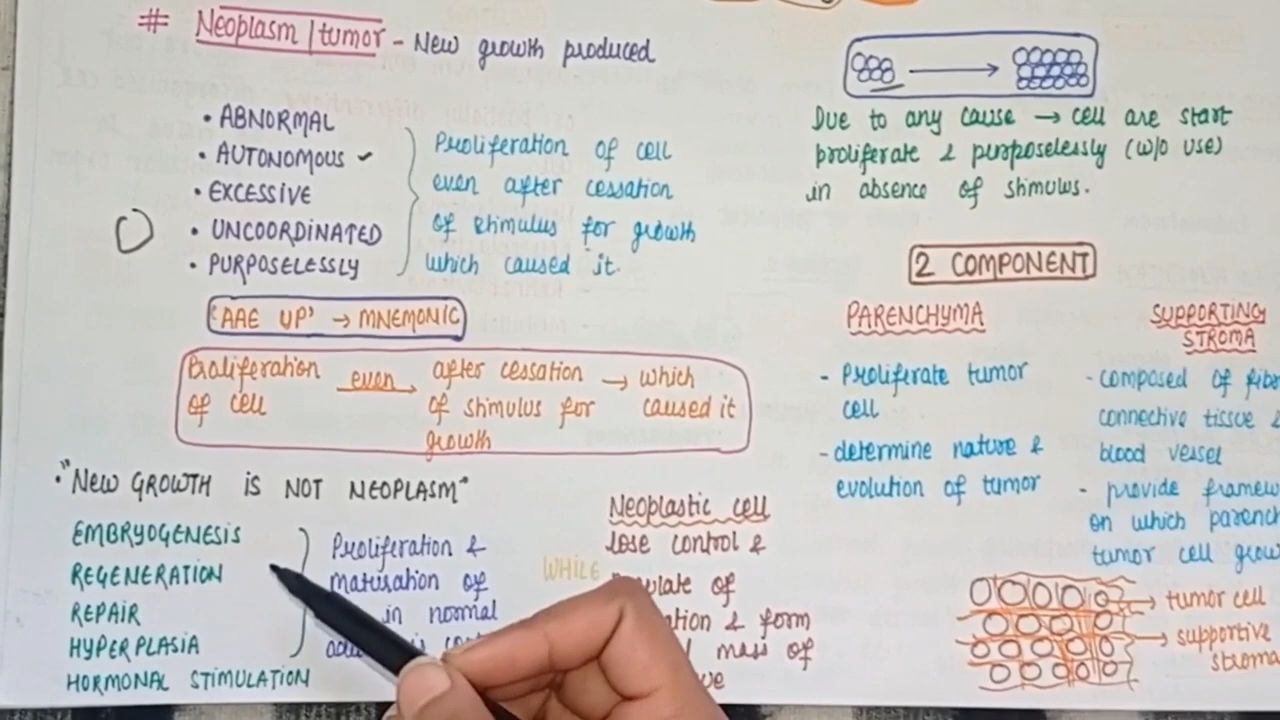 # Neoplasm/tumor - New growth produced
• ABNORMAL
• AUTONOMOUS
• EXCESSIVE
• UNCOORDINATED
• PURPOSELESSLY
Proliferation of cell
even after cessation
of stimulus for growth
which caused it
'AAE UP' → MNEMONIC
Proliferation even after cessation → which
of cell of stimulus for caused it
growth
• "NEW GROWTH IS NOT NEOPLASM"
EMBRYOGENESIS
REGENERATION
REPAIR
HYPERPLASIA
HORMONAL STIMULATION
Proliferation &
maturation of
in normal
WHILE
Neoplastic cell
lose control &
of
& form
mass of
Due to any cause → cell are start
proliferate & purposelessly (w/o use)
in absence of stimulus.
2 COMPONENT
PARENCHYMA
- Proliferate tumor
cell
- determine nature &
evolution of tumor
SUPPORTING
STROMA
- composed of
connective tissue
blood vessel
- provide
on which
tumor cell grow
→ tumor cell
→ supportive
stroma